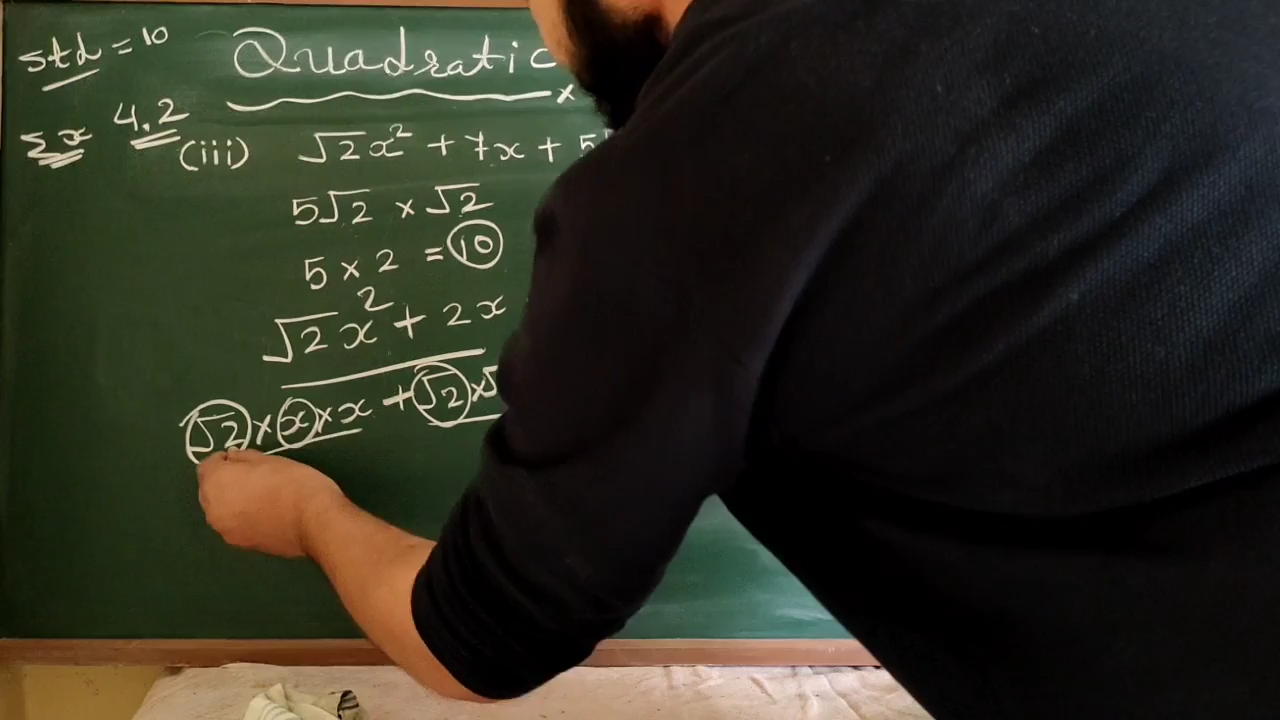 std = 10
Quadratic
Ex 4.2
(iii) √2x² + 7x + 5
5√2 × √2
5 × 2 = 10
√2x² + 2x
√2 × x × x + √2 × √